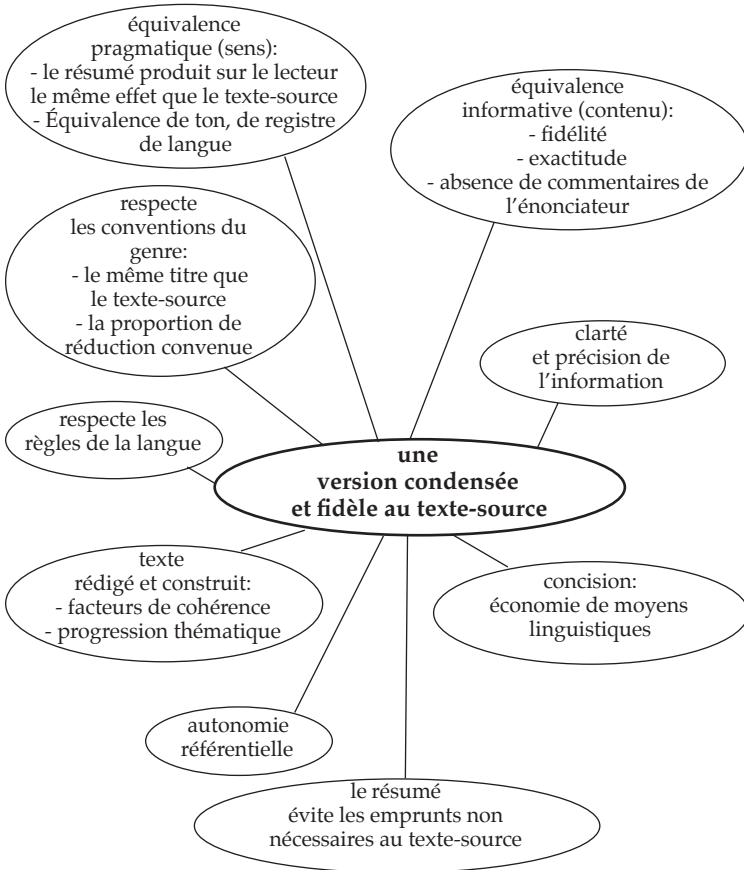 équivalence
pragmatique (sens):
- le résumé produit sur le lecteur
le même effet que le texte-source
- Équivalence de ton, de registre
de langue
équivalence
informative (contenu):
- fidélité
- exactitude
- absence de commentaires de
l’énonciateur
respecte
les conventions du
genre:
- le même titre que
le texte-source
- la proportion de
réduction convenue
clarté
et précision de
l’information
respecte les
règles de la langue
une
version condensée
et fidèle au texte-source
texte
rédigé et construit:
- facteurs de cohérence
- progression thématique
concision:
économie de moyens
linguistiques
autonomie
référentielle
le résumé
évite les emprunts non
nécessaires au texte-source